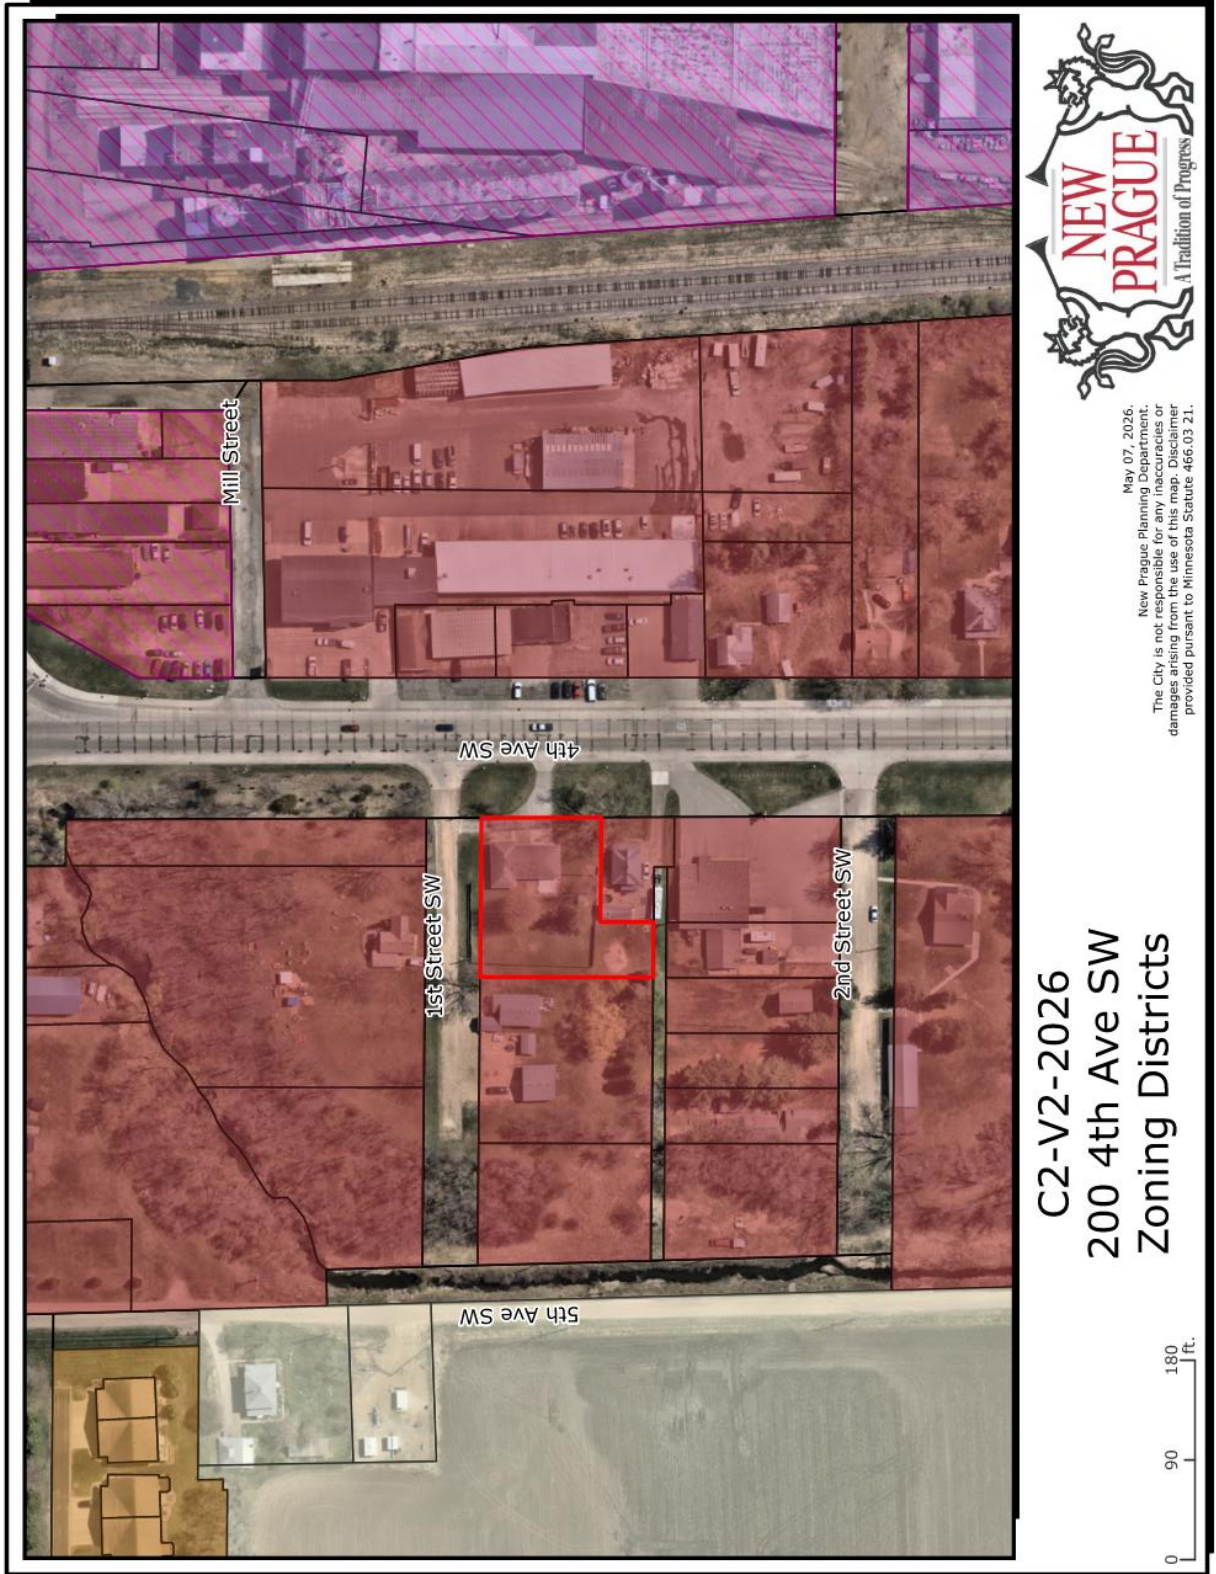 Mill Street
4th Ave SW
1st Street SW
2nd Street SW
5th Ave SW
C2-V2-2026
200 4th Ave SW
Zoning Districts
0 90 180
ft.
May 07, 2026.
New Prague Planning Department.
The City is not responsible for any inaccuracies or
damages arising from the use of this map. Disclaimer
provided pursuant to Minnesota Statute 466.03 21.
NEW
PRAGUE
A Tradition of Progress